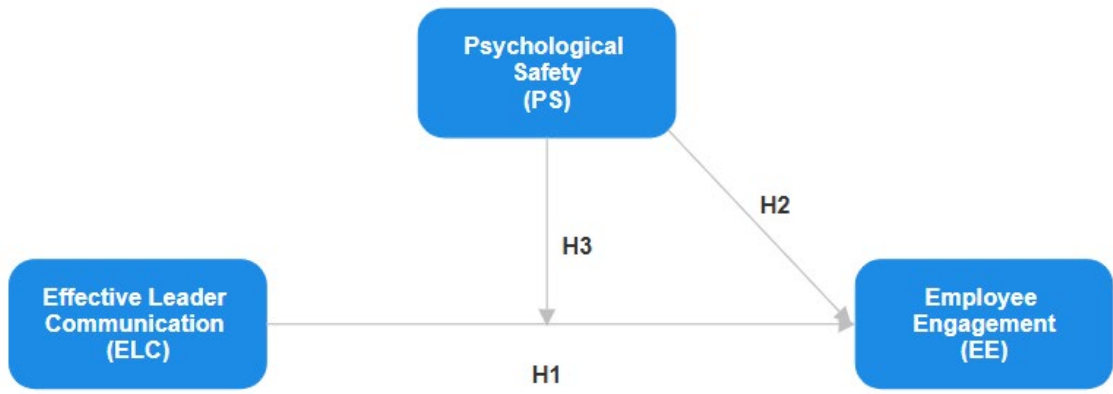 Psychological
Safety
(PS)
H2
H3
Effective Leader
Communication
(ELC)
Employee
Engagement
(EE)
H1